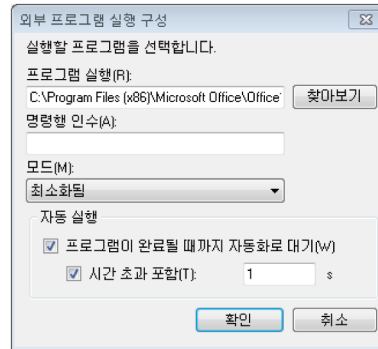 외부 프로그램 실행 구성
실행할 프로그램을 선택합니다.
프로그램 실행(R):
C:\Program Files (x86)\Microsoft Office\Office
찾아보기
명령행 인수(A):
모드(M):
최소화됨
자동 실행
프로그램이 완료될 때까지 자동화로 대기(W)
시간 초과 포함(T): 1 s
확인 취소